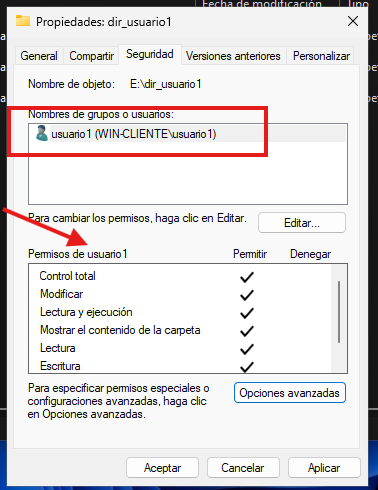 Fecha de modificación
Tipo
Propiedades: dir_usuario1
General
Compartir
Seguridad
Versiones anteriores
Personalizar
Nombre de objeto:
E:\dir_usuario1
Nombres de grupos o usuarios:
usuario1 (WIN-CLIENTE\usuario1)
Para cambiar los permisos, haga clic en Editar.
Editar...
Permisos de usuario1
Permitir
Denegar
Control total
Modificar
Lectura y ejecución
Mostrar el contenido de la carpeta
Lectura
Escritura
Para especificar permisos especiales o
configuraciones avanzadas, haga clic
en Opciones avanzadas.
Opciones avanzadas
Aceptar
Cancelar
Aplicar